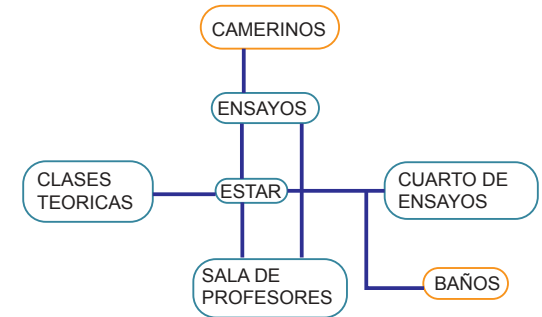 CAMERINOS
ENSAYOS
CLASES
TEORICAS
ESTAR
CUARTO DE
ENSAYOS
SALA DE
PROFESORES
BAÑOS